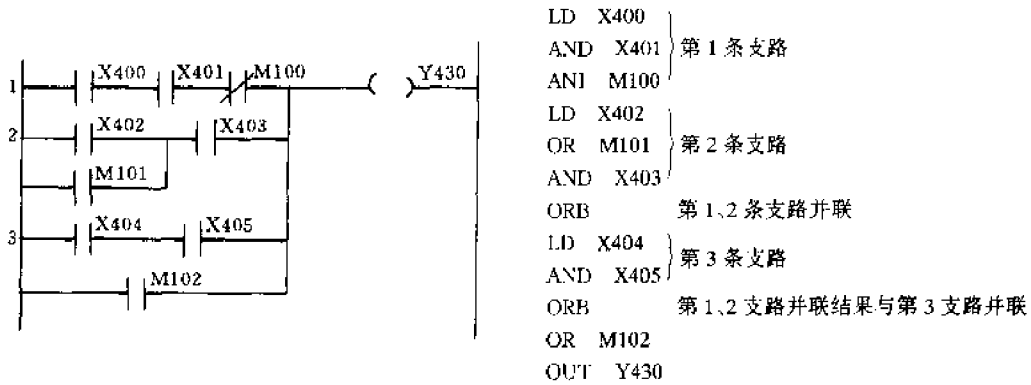 1
X400 X401 M100 Y430
2
X402 X403
M101
3
X404 X405
M102
LD X400
AND X401 第1条支路
ANI M100
LD X402
OR M101 第2条支路
AND X403
ORB 第1、2条支路并联
LD X404
AND X405 第3条支路
ORB 第1、2支路并联结果与第3支路并联
OR M102
OUT Y430